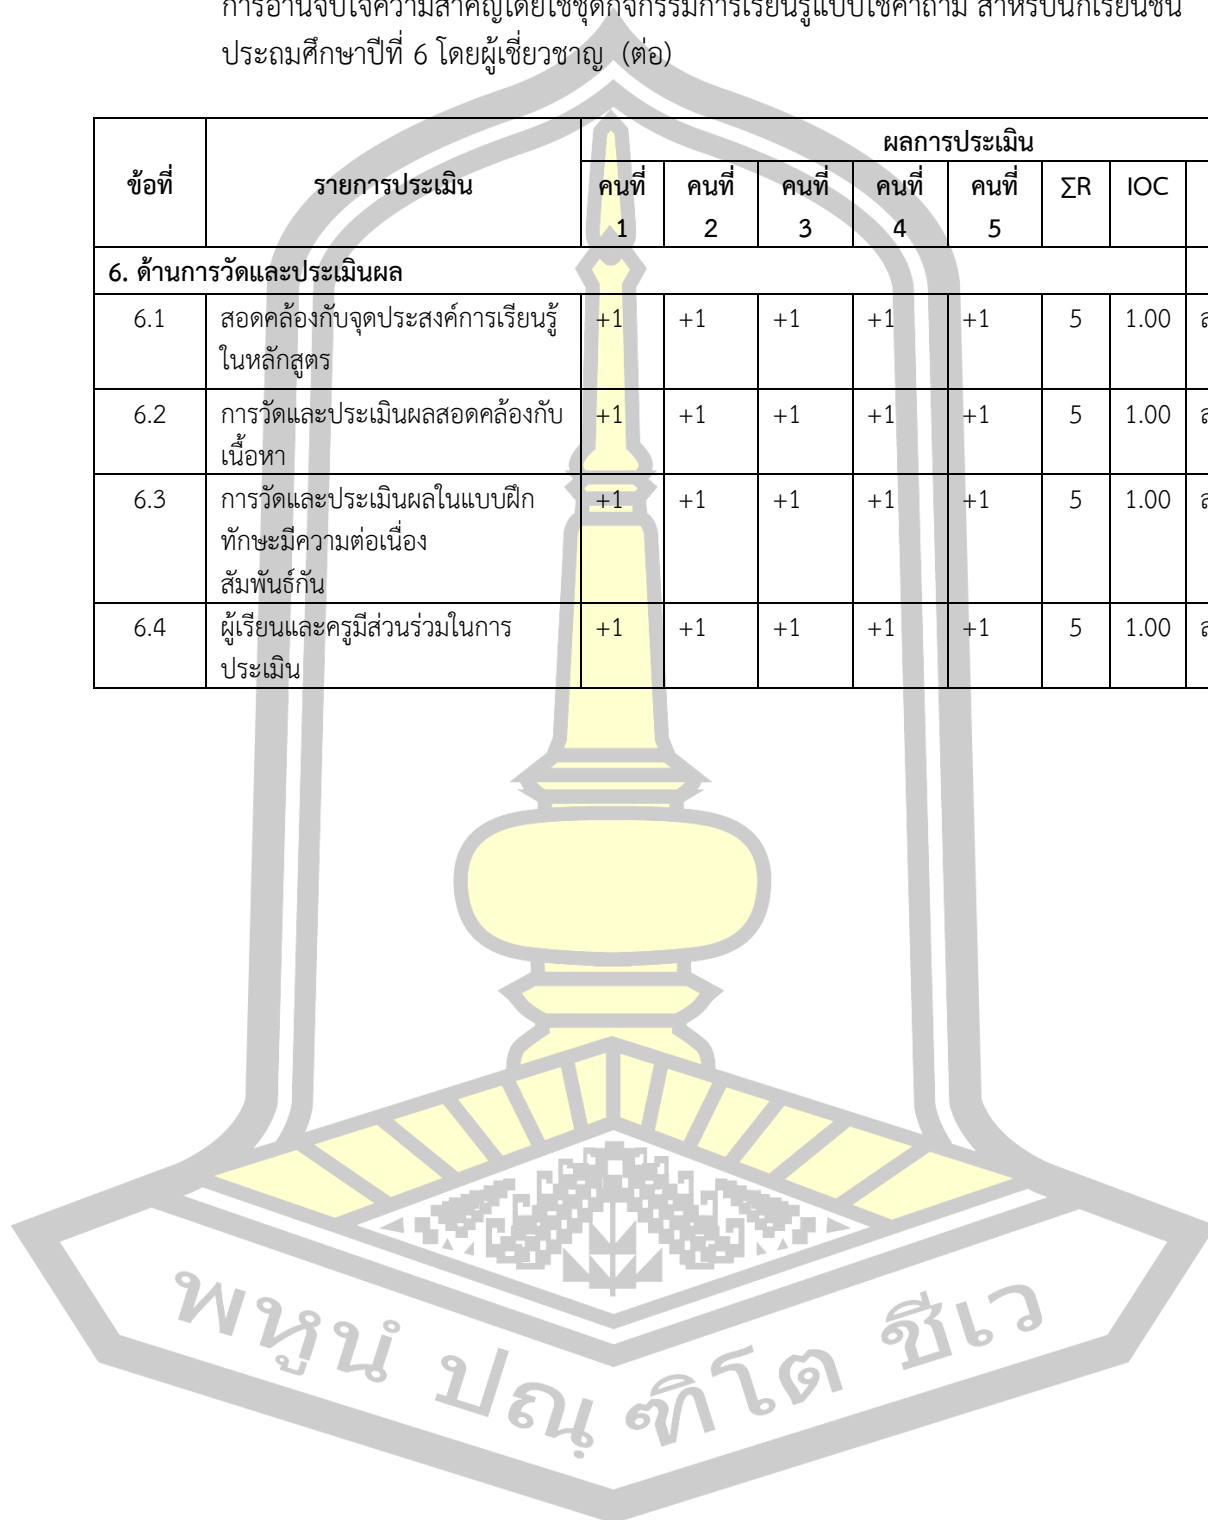 การอ่านจับใจความสำคัญโดยใช้ชุดกิจกรรมการเรียนรู้แบบใช้คำถาม สำหรับนักเรียนชั้น
ประถมศึกษาปีที่ 6 โดยผู้เชี่ยวชาญ (ต่อ)
ผลการประเมิน
ข้อที่ รายการประเมิน คนที่ 1 คนที่ 2 คนที่ 3 คนที่ 4 คนที่ 5 ΣR IOC
6. ด้านการวัดและประเมินผล
6.1 สอดคล้องกับจุดประสงค์การเรียนรู้ +1 +1 +1 +1 +1 5 1.00
ในหลักสูตร
6.2 การวัดและประเมินผลสอดคล้องกับ +1 +1 +1 +1 +1 5 1.00
เนื้อหา
6.3 การวัดและประเมินผลในแบบฝึก +1 +1 +1 +1 +1 5 1.00
ทักษะมีความต่อเนื่อง
สัมพันธ์กัน
6.4 ผู้เรียนและครูมีส่วนร่วมในการ +1 +1 +1 +1 +1 5 1.00
ประเมิน
พหูนํ ปณฺฑิโต ชีเว